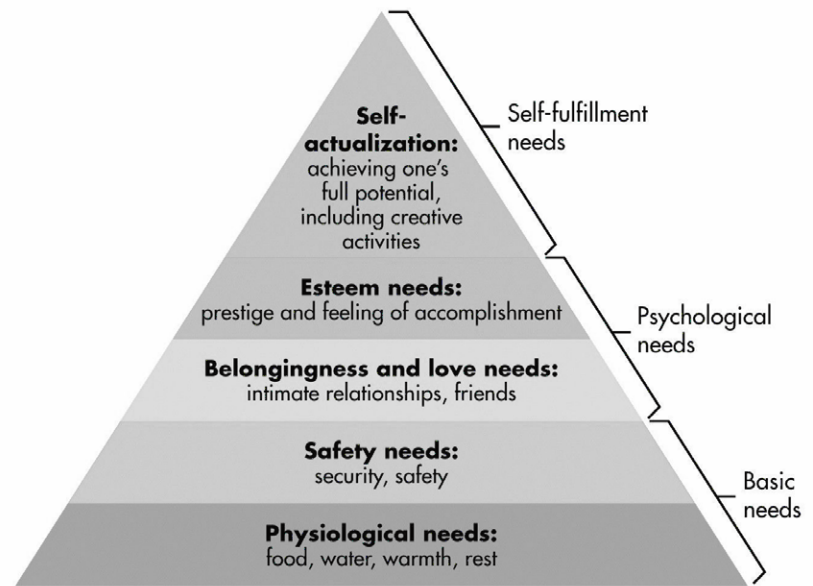 Self-
actualization:
achieving one's
full potential,
including creative
activities
Self-fulfillment
needs
Esteem needs:
prestige and feeling of accomplishment
Psychological
needs
Belongingness and love needs:
intimate relationships, friends
Safety needs:
security, safety
Basic
needs
Physiological needs:
food, water, warmth, rest